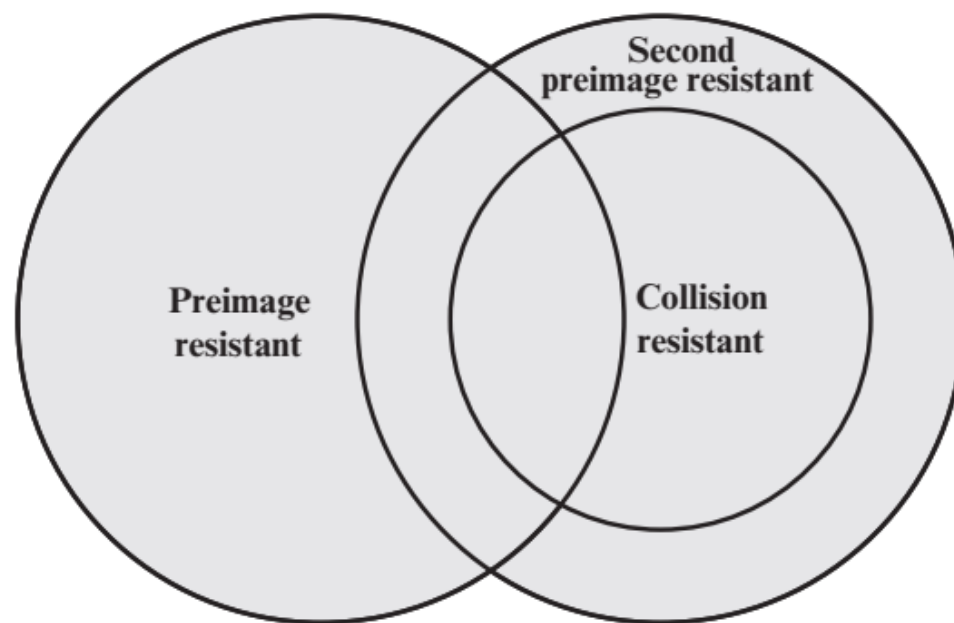 Second
preimage resistant
Preimage
resistant
Collision
resistant